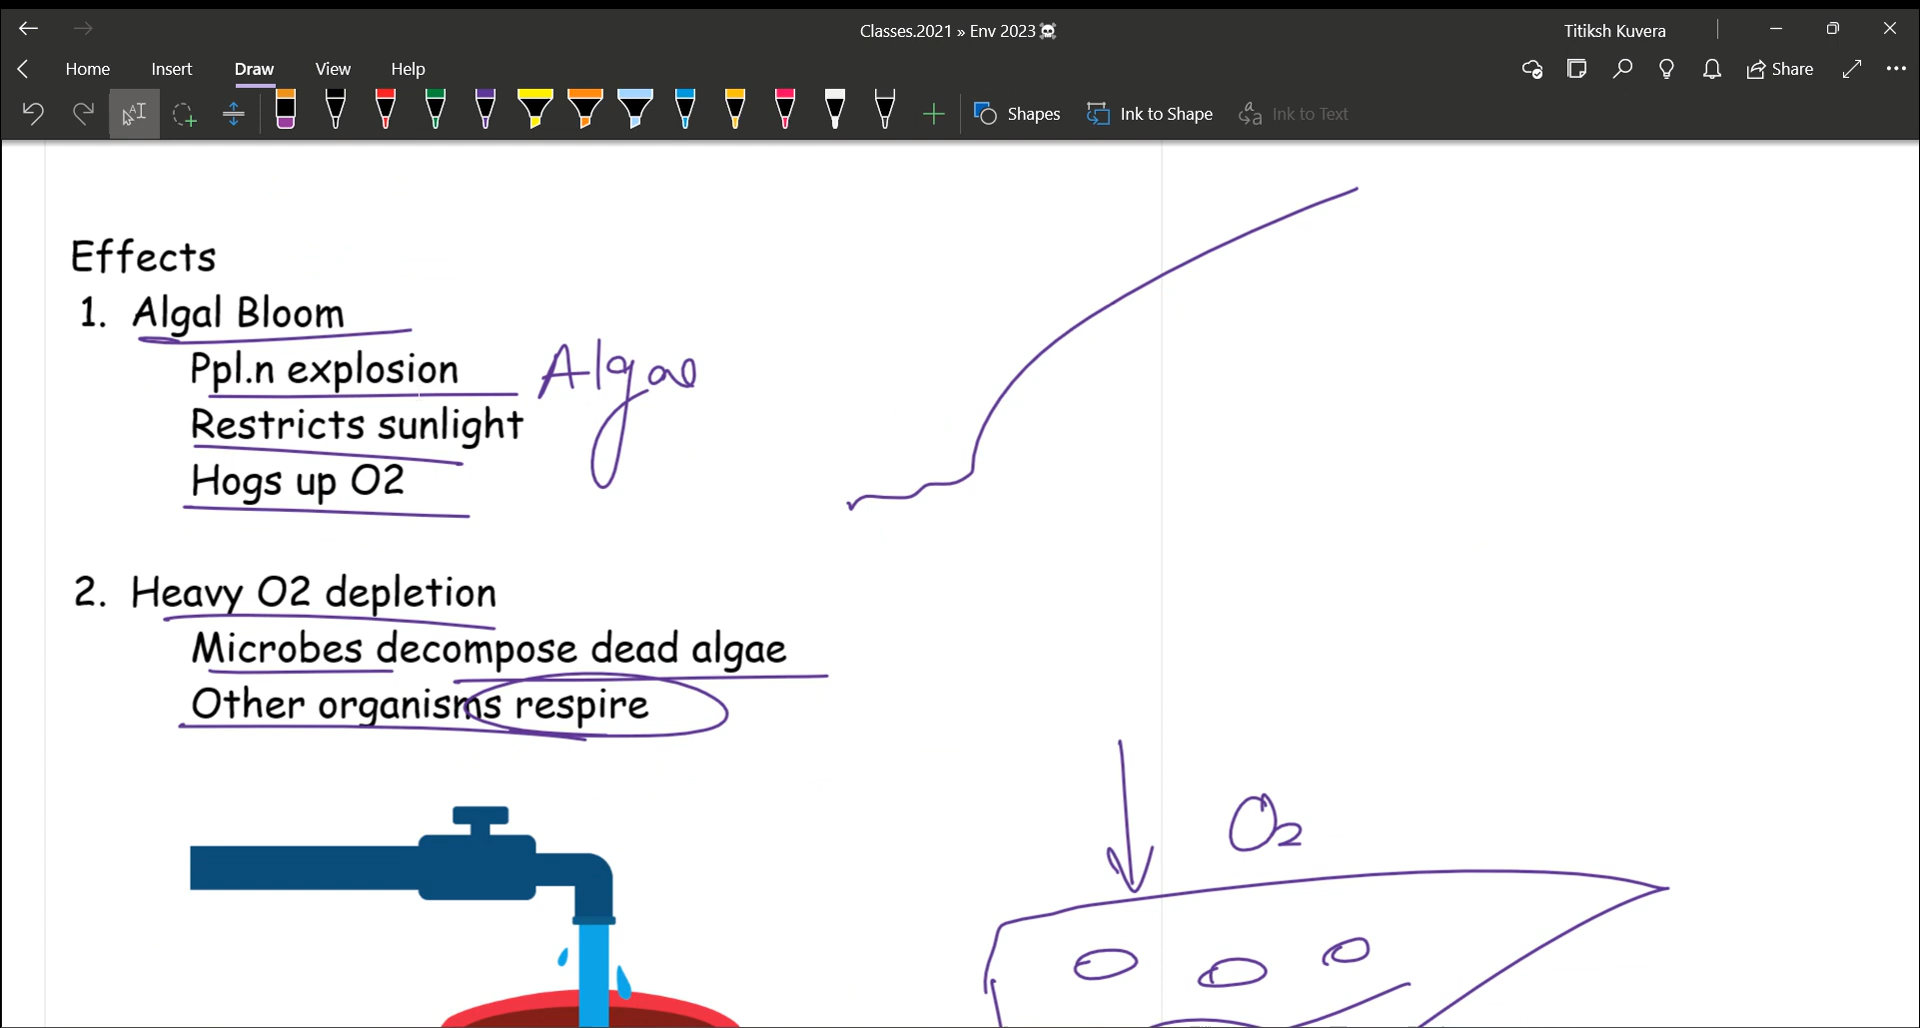 Classes.2021 » Env 2023☠
Titiksh Kuvera
Home Insert Draw View Help
Share
Shapes Ink to Shape Ink to Text
Effects
1. Algal Bloom
Ppl.n explosion
Algae
Restricts sunlight
Hogs up O2
2. Heavy O2 depletion
Microbes decompose dead algae
Other organisms respire
O2